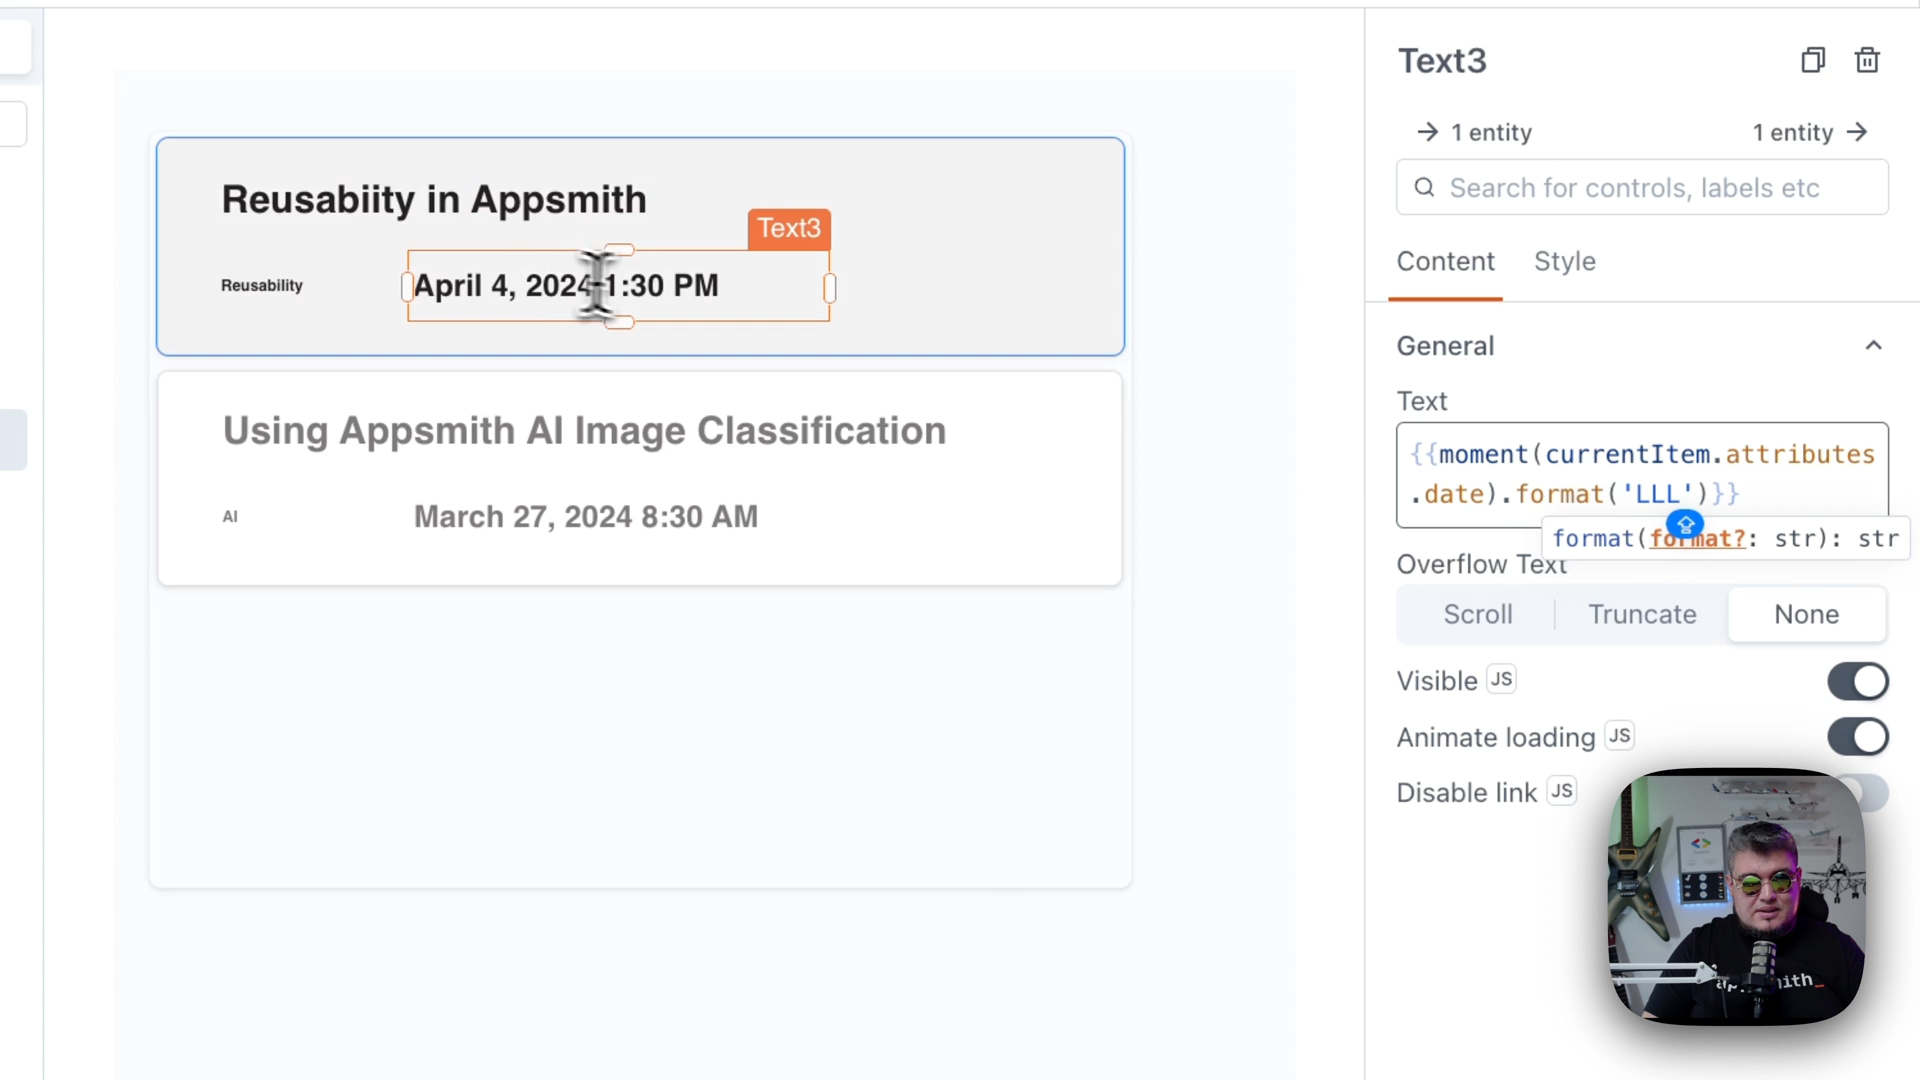 Text3
1 entity
1 entity
Search for controls, labels etc
Content
Style
General
Text
{{moment(currentItem.attributes
.date).format('LLL')}}
format(format?: str): str
Overflow Text
Scroll
Truncate
None
Visible JS
Animate loading JS
Disable link JS
Reusabiity in Appsmith
Text3
Reusability
April 4, 2024 1:30 PM
Using Appsmith AI Image Classification
AI
March 27, 2024 8:30 AM